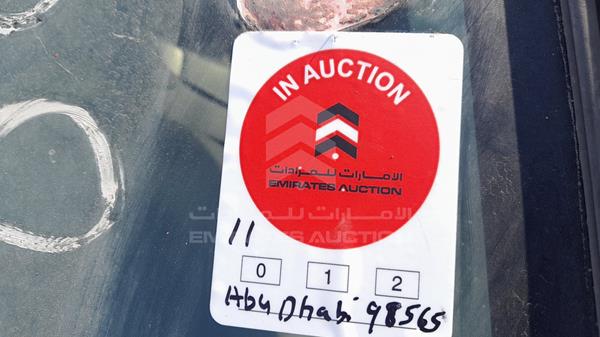 IN AUCTION
الامارات للمزادات
EMIRATES AUCTION
الامارات للمزادات
EMIRATES AUCTION
11
0 1 2
Abu Dhabi 98565